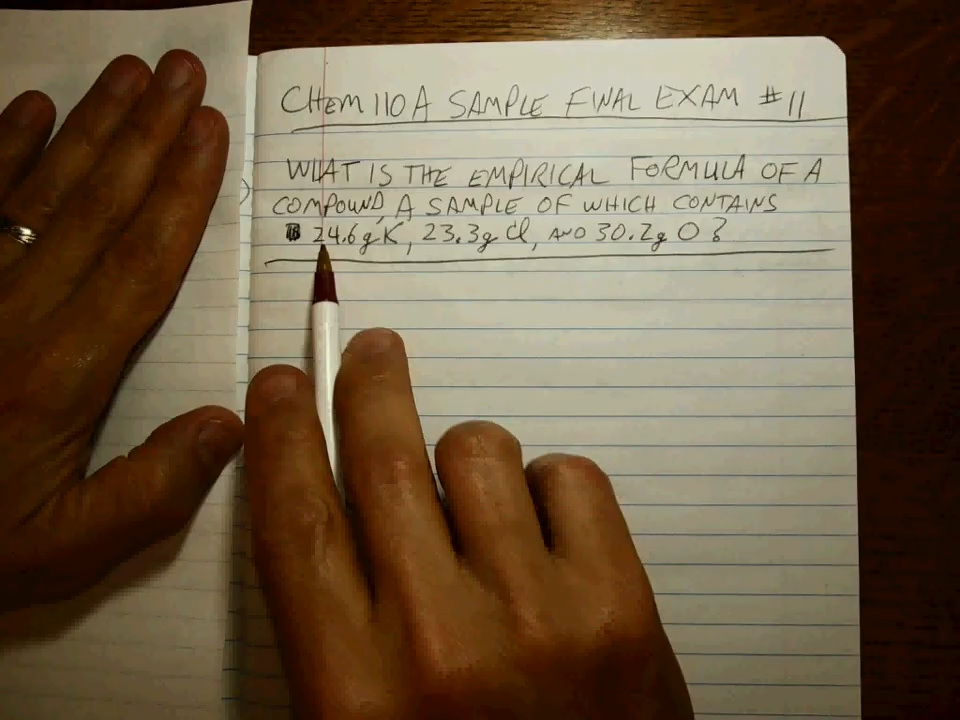 CHEM 110A SAMPLE FINAL EXAM #11
WHAT IS THE EMPIRICAL FORMULA OF A
COMPOUND, A SAMPLE OF WHICH CONTAINS
24.6g K, 23.3g Cl, AND 30.2g O?